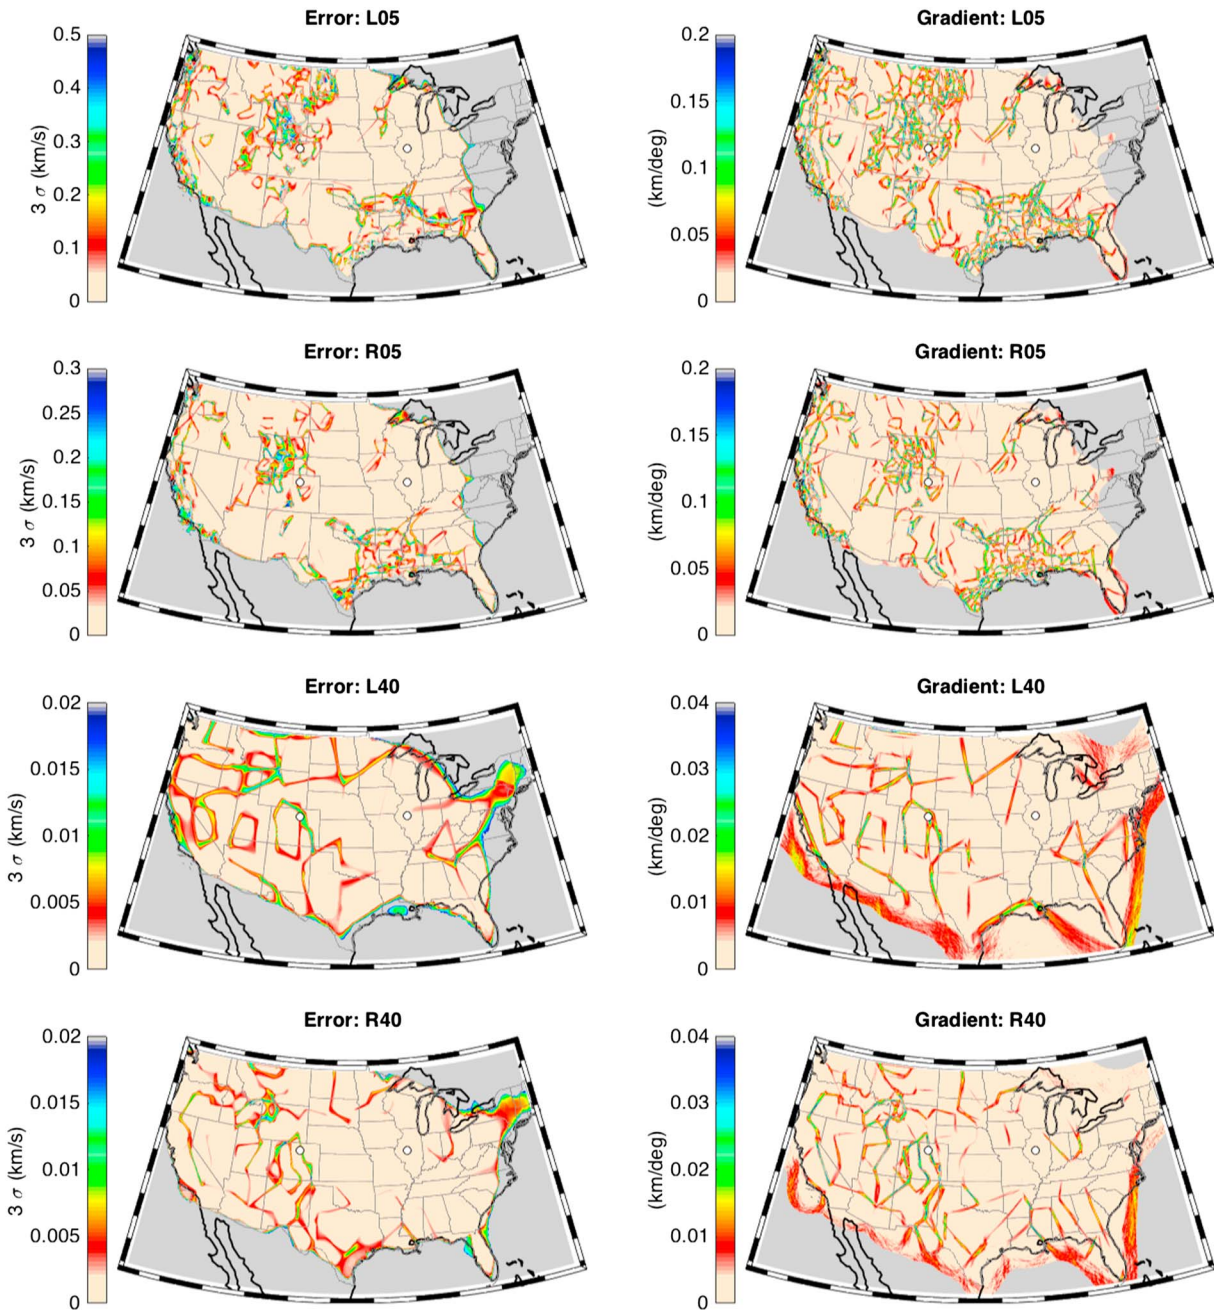 Error: L05
0.5
0.4
0.3
0.2
0.1
0
3 σ (km/s)
Gradient: L05
0.2
0.15
0.1
0.05
0
(km/deg)
Error: R05
0.3
0.25
0.2
0.15
0.1
0.05
0
3 σ (km/s)
Gradient: R05
0.2
0.15
0.1
0.05
0
(km/deg)
Error: L40
0.02
0.015
0.01
0.005
0
3 σ (km/s)
Gradient: L40
0.04
0.03
0.02
0.01
0
(km/deg)
Error: R40
0.02
0.015
0.01
0.005
0
3 σ (km/s)
Gradient: R40
0.04
0.03
0.02
0.01
0
(km/deg)